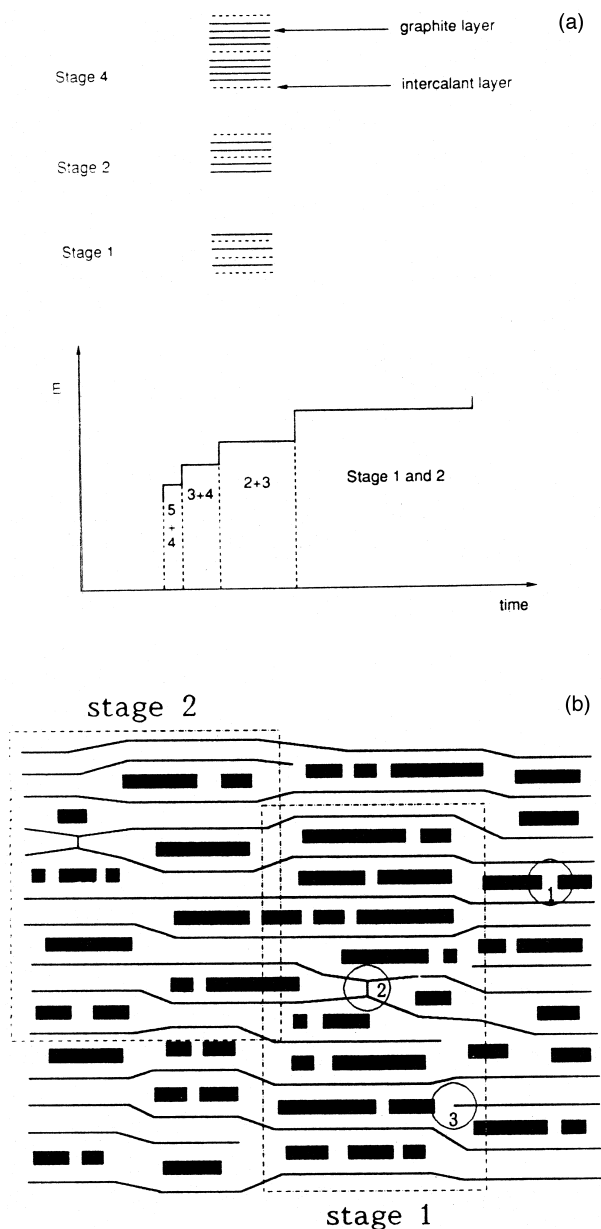 (a)
graphite layer
Stage 4
intercalant layer
Stage 2
Stage 1
E
5
+
4
3+4
2+3
Stage 1 and 2
time
stage 2
(b)
1
2
3
stage 1